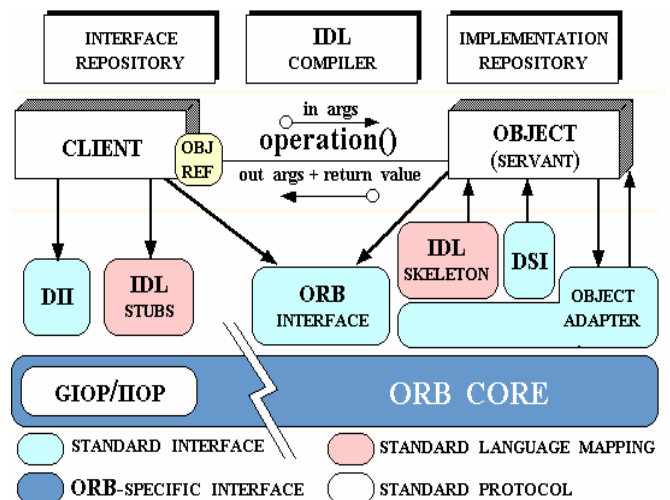 INTERFACE
REPOSITORY
IDL
COMPILER
IMPLEMENTATION
REPOSITORY
in args
operation()
out args + return value
CLIENT
OBJ
REF
OBJECT
(SERVANT)
DII
IDL
STUBS
ORB
INTERFACE
IDL
SKELETON
DSI
OBJECT
ADAPTER
GIOP/IIOP
ORB CORE
STANDARD INTERFACE
STANDARD LANGUAGE MAPPING
ORB-SPECIFIC INTERFACE
STANDARD PROTOCOL